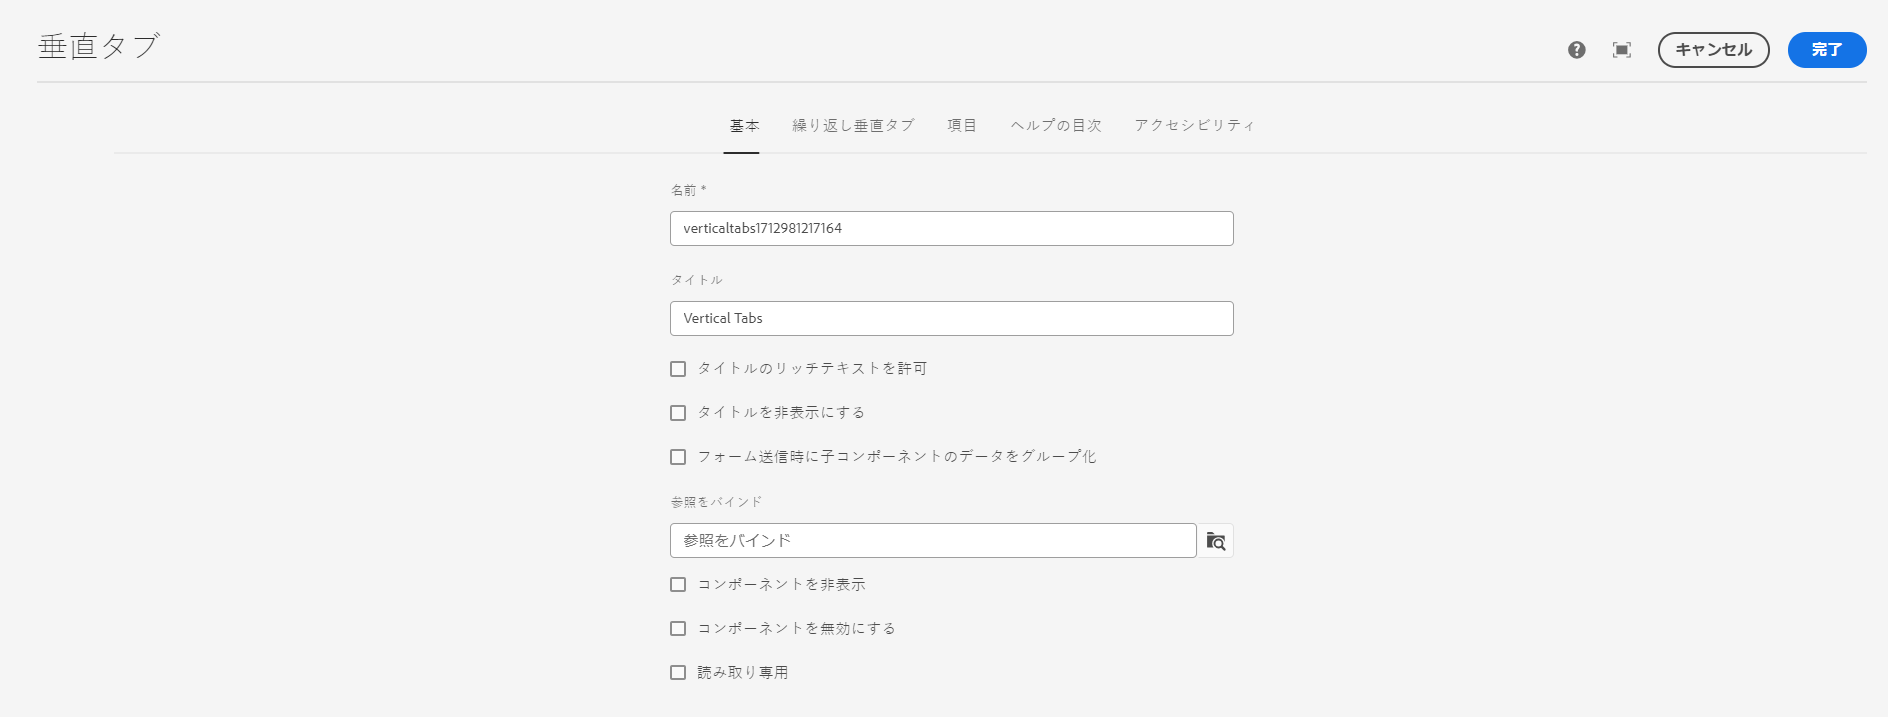 垂直タブ
キャンセル
完了
基本 繰り返し垂直タブ 項目 ヘルプの目次 アクセシビリティ
名前 *
verticaltabs1712981217164
タイトル
Vertical Tabs
タイトルのリッチテキストを許可
タイトルを非表示にする
フォーム送信時に子コンポーネントのデータをグループ化
参照をバインド
参照をバインド
コンポーネントを非表示
コンポーネントを無効にする
読み取り専用